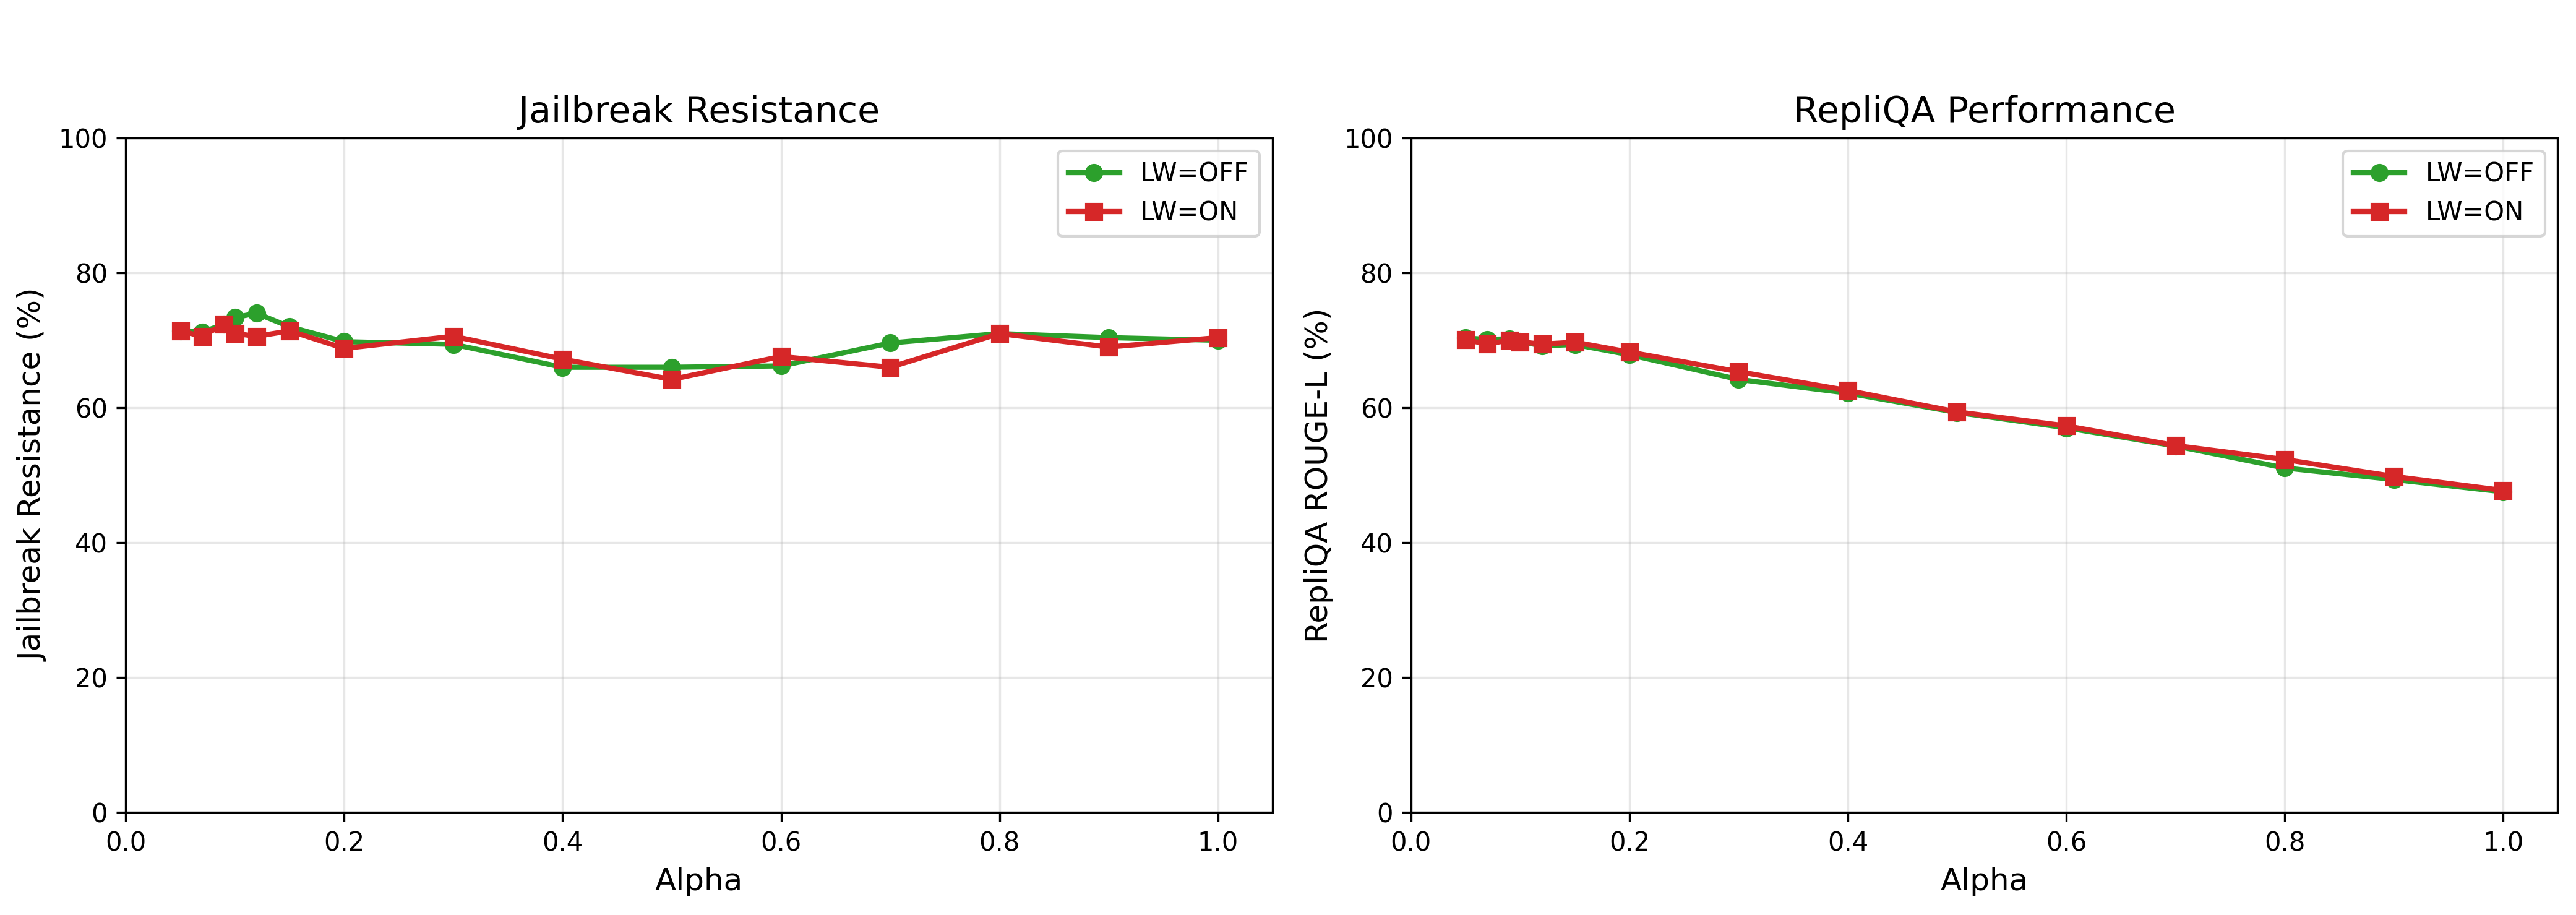 Jailbreak Resistance
Jailbreak Resistance (%)
100
80
60
40
20
0
0.0 0.2 0.4 0.6 0.8 1.0
Alpha
LW=OFF
LW=ON
RepliQA Performance
RepliQA ROUGE-L (%)
100
80
60
40
20
0
0.0 0.2 0.4 0.6 0.8 1.0
Alpha
LW=OFF
LW=ON